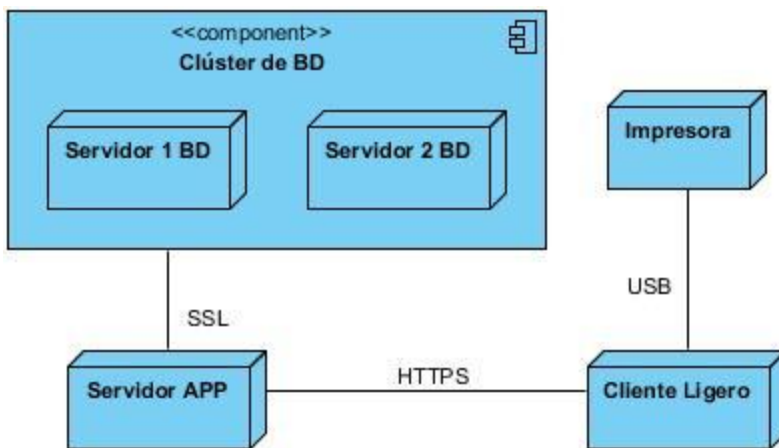 <<component>>
Clúster de BD
Servidor 1 BD
Servidor 2 BD
Impresora
USB
SSL
HTTPS
Servidor APP
Cliente Ligero